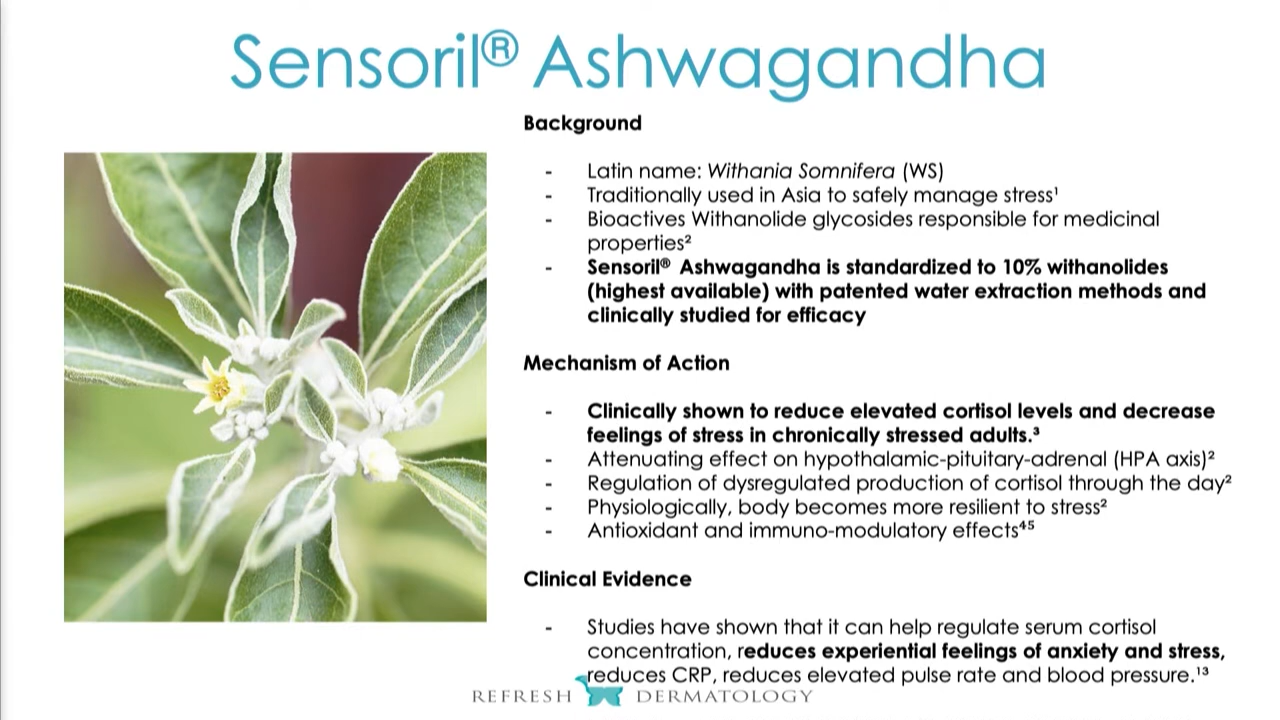 Sensoril® Ashwagandha
Background
- Latin name: Withania Somnifera (WS)
- Traditionally used in Asia to safely manage stress¹
- Bioactives Withanolide glycosides responsible for medicinal
properties²
- Sensoril® Ashwagandha is standardized to 10% withanolides
(highest available) with patented water extraction methods and
clinically studied for efficacy
Mechanism of Action
- Clinically shown to reduce elevated cortisol levels and decrease
feelings of stress in chronically stressed adults.³
- Attenuating effect on hypothalamic-pituitary-adrenal (HPA axis)²
- Regulation of dysregulated production of cortisol through the day²
- Physiologically, body becomes more resilient to stress²
- Antioxidant and immuno-modulatory effects⁴⁵
Clinical Evidence
- Studies have shown that it can help regulate serum cortisol
concentration, reduces experiential feelings of anxiety and stress,
reduces CRP, reduces elevated pulse rate and blood pressure.¹³
REFRESH DERMATOLOGY